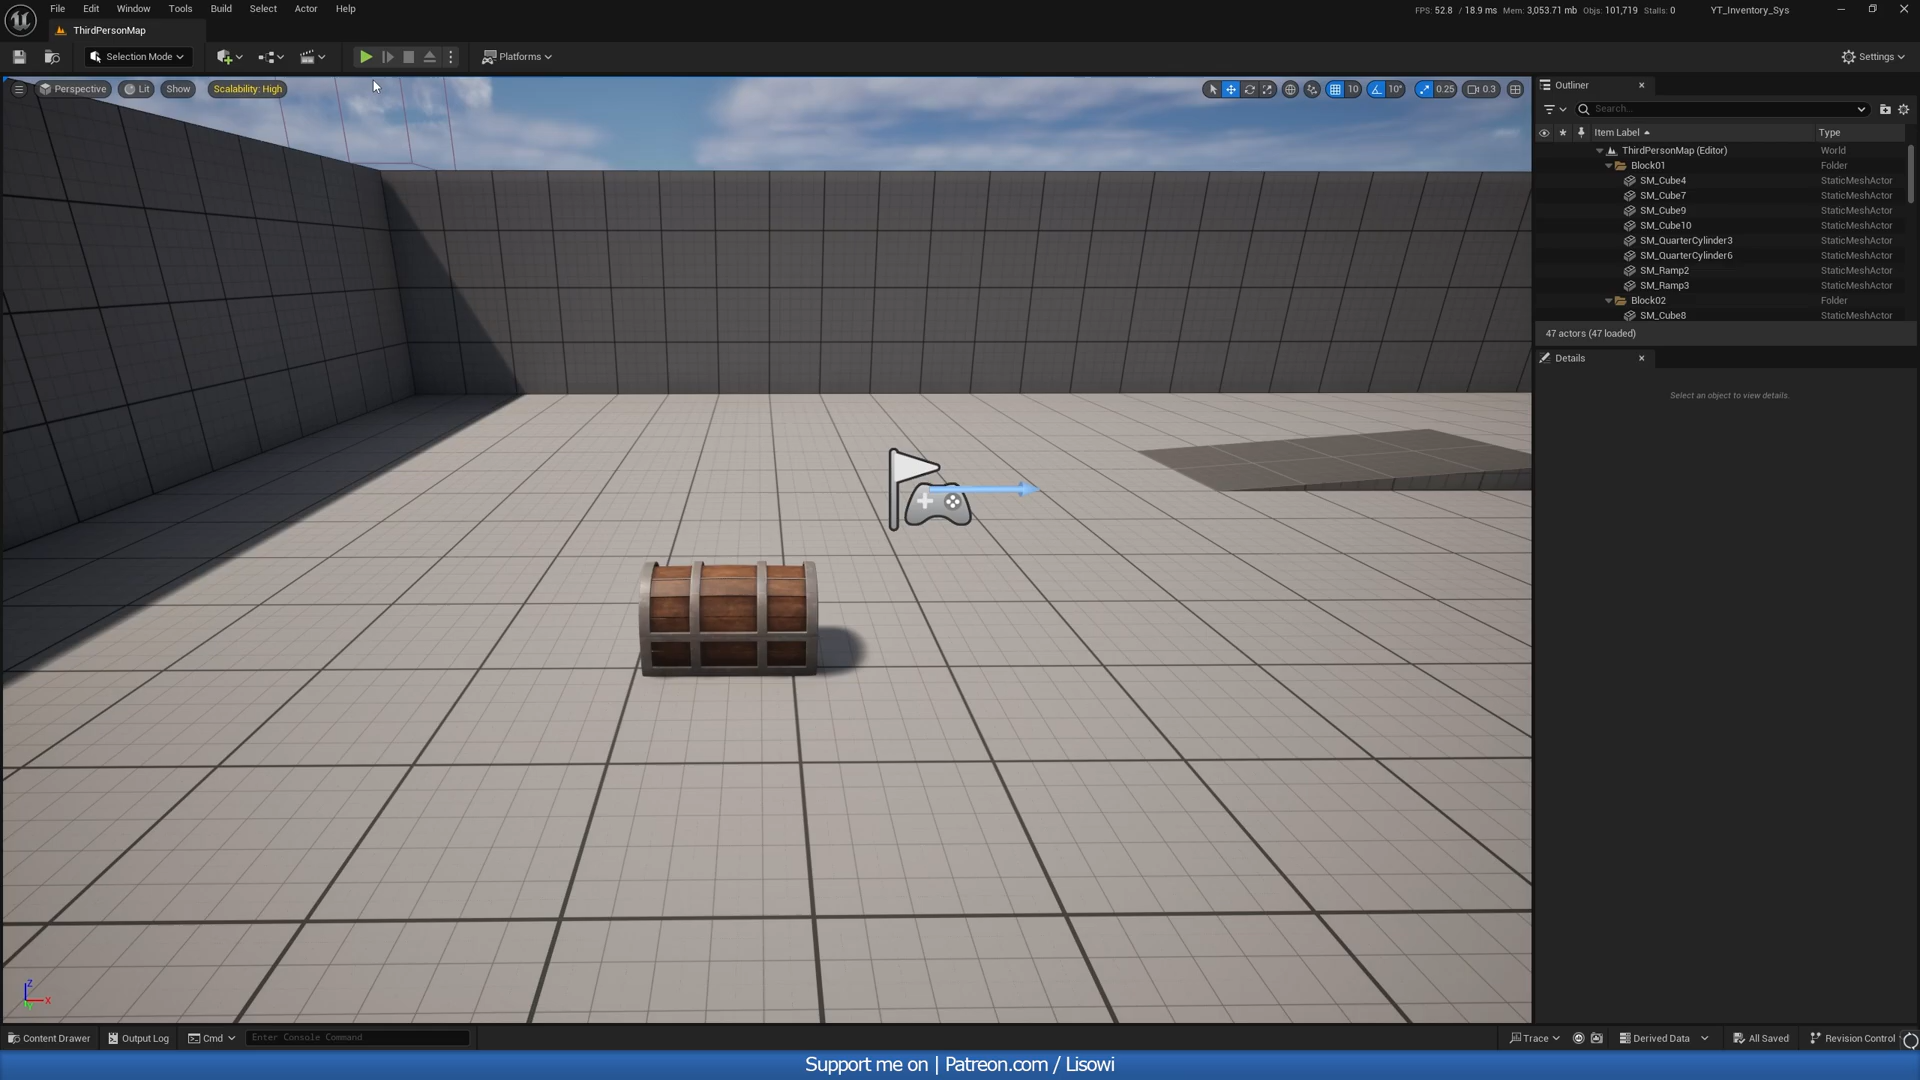 File Edit Window Tools Build Select Actor Help
FPS: 52.8 / 18.9 ms Mem: 3,053.71 mb Objs: 101,719 Stalls: 0 YT_Inventory_Sys
ThirdPersonMap
Selection Mode Platforms Settings
Perspective Lit Show Scalability: High 10 10° 0.25 0.3
Outliner
Search...
Item Label Type
ThirdPersonMap (Editor) World
Block01 Folder
SM_Cube4 StaticMeshActor
SM_Cube7 StaticMeshActor
SM_Cube9 StaticMeshActor
SM_Cube10 StaticMeshActor
SM_QuarterCylinder3 StaticMeshActor
SM_QuarterCylinder6 StaticMeshActor
SM_Ramp2 StaticMeshActor
SM_Ramp3 StaticMeshActor
Block02 Folder
SM_Cube8 StaticMeshActor
47 actors (47 loaded)
Details
Select an object to view details.
Z
X
Y
Content Drawer Output Log Cmd Enter Console Command Trace Derived Data All Saved Revision Control
Support me on | Patreon.com / Lisowi